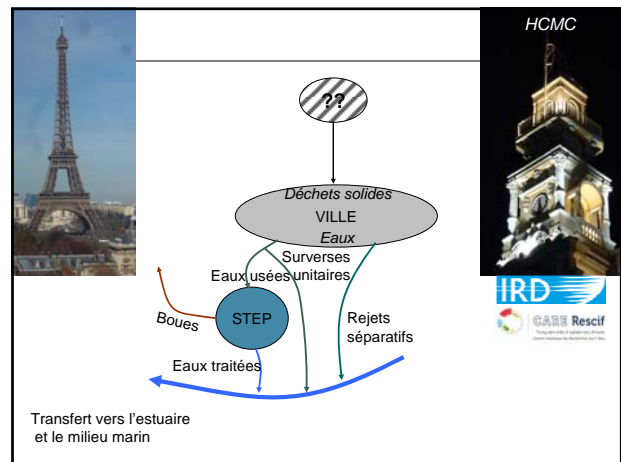 HCMC
??
Déchets solides
VILLE
Eaux
Surverses
unitaires
Eaux usées
IRD
Boues
STEP
Rejets
séparatifs
CARE Rescif
Eaux traitées
Transfert vers l'estuaire
et le milieu marin